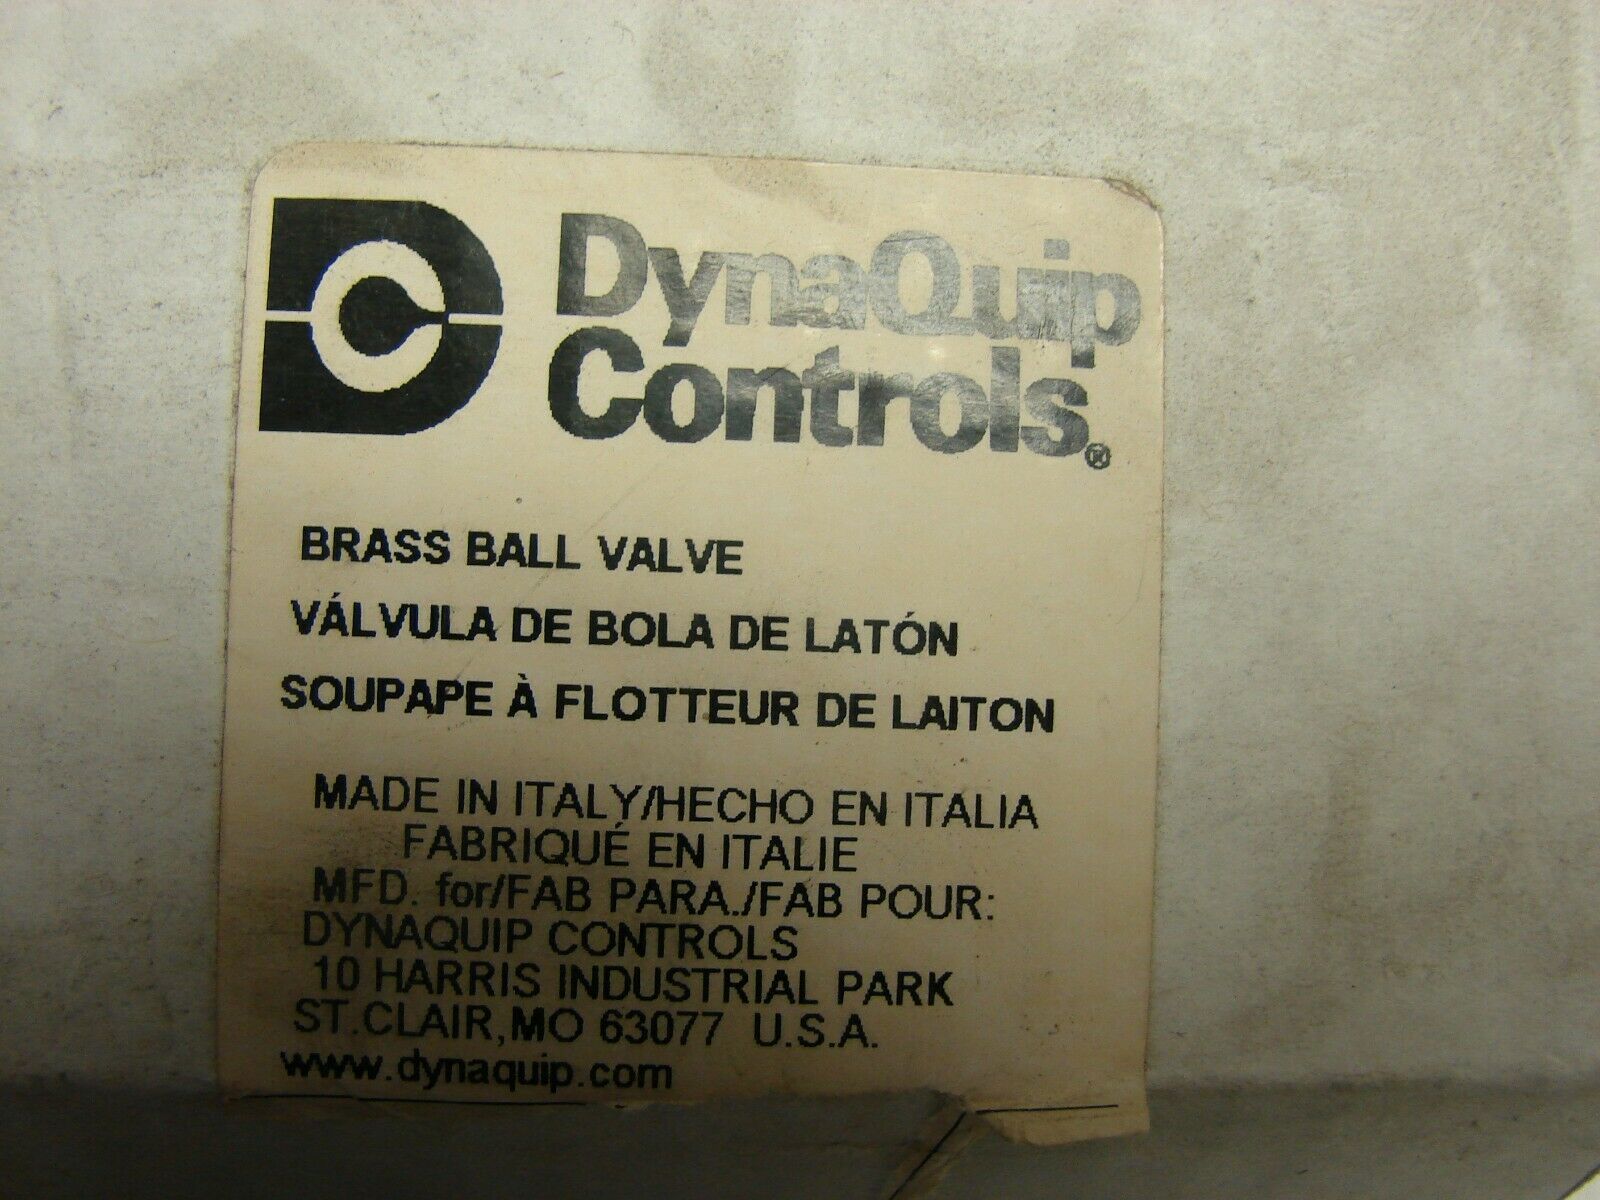 DynaQuip
Controls®
BRASS BALL VALVE
VÁLVULA DE BOLA DE LATÓN
SOUPAPE À FLOTTEUR DE LAITON
MADE IN ITALY/HECHO EN ITALIA
FABRIQUÉ EN ITALIE
MFD. for/FAB PARA./FAB POUR:
DYNAQUIP CONTROLS
10 HARRIS INDUSTRIAL PARK
ST.CLAIR,MO 63077 U.S.A.
www.dynaquip.com